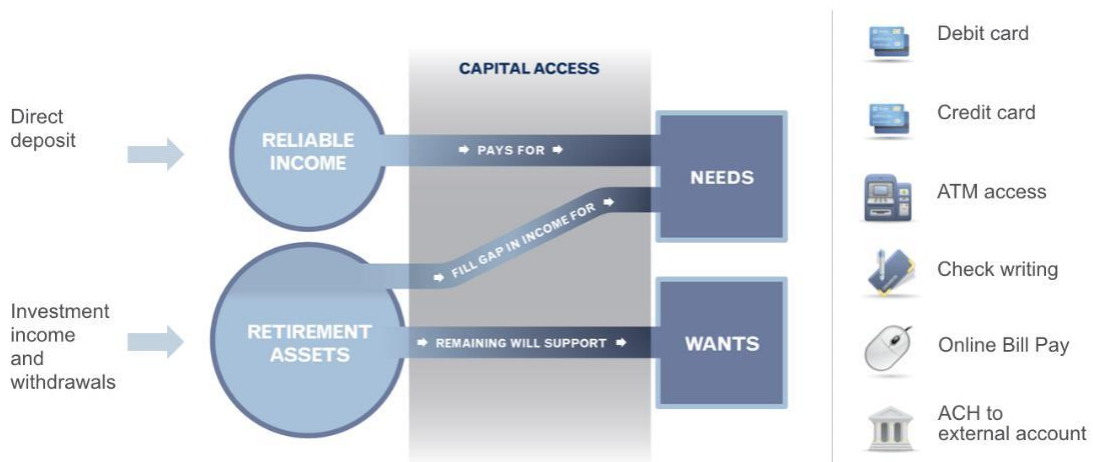 Direct
deposit
Investment
income
and
withdrawals
CAPITAL ACCESS
RELIABLE
INCOME
PAYS FOR
NEEDS
FILL GAP IN INCOME FOR
RETIREMENT
ASSETS
REMAINING WILL SUPPORT
WANTS
Debit card
Credit card
ATM access
Check writing
Online Bill Pay
ACH to
external account